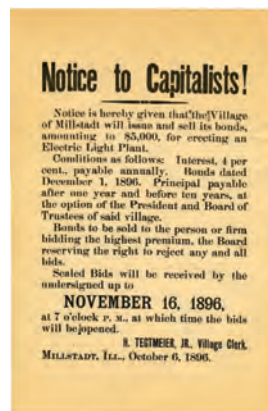 Notice to Capitalists!
Notice is hereby given that the Village
of Millstadt will issue and sell its bonds,
amounting to $5,000, for erecting an
Electric Light Plant.
Conditions as follows: Interest, 4 per
cent., payable annually. Bonds dated
December 1, 1896. Principal payable
after one year and before ten years, at
the option of the President and Board of
Trustees of said village.
Bonds to be sold to the person or firm
bidding the highest premium, the Board
reserving the right to reject any and all
bids.
Sealed Bids will be received by the
undersigned up to
NOVEMBER 16, 1896,
at 7 o'clock P. M., at which time the bids
will be opened.
H. TEGTMEIER, JR., Village Clerk.
MILLSTADT, ILL., October 6, 1896.